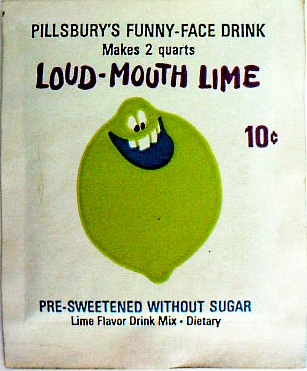 PILLSBURY'S FUNNY-FACE DRINK
Makes 2 quarts
LOUD-MOUTH LIME
10¢
PRE-SWEETENED WITHOUT SUGAR
Lime Flavor Drink Mix • Dietary